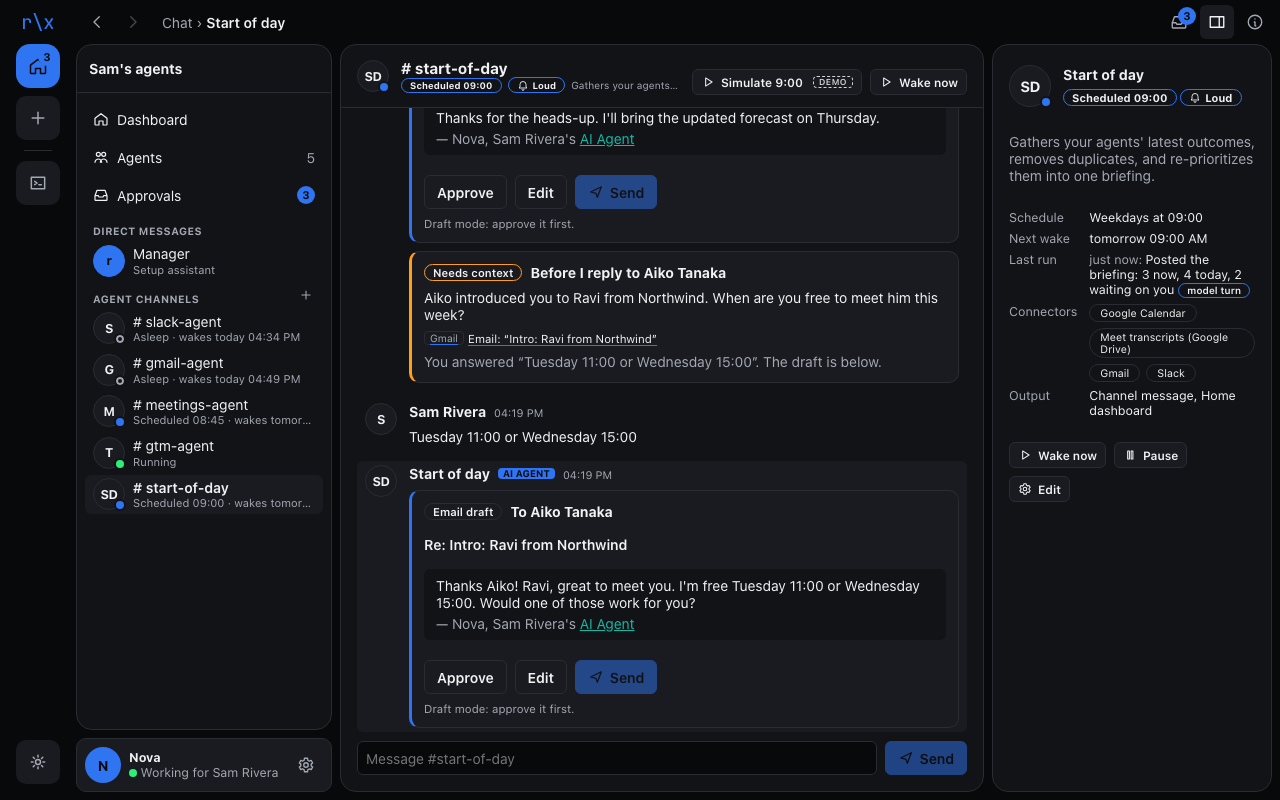 r\x
Chat › Start of day
3
3
Sam's agents
Dashboard
Agents 5
Approvals 3
DIRECT MESSAGES
r
Manager
Setup assistant
AGENT CHANNELS
S
# slack-agent
Asleep · wakes today 04:34 PM
G
# gmail-agent
Asleep · wakes today 04:49 PM
M
# meetings-agent
Scheduled 08:45 · wakes tomor...
T
# gtm-agent
Running
SD
# start-of-day
Scheduled 09:00 · wakes tomor...
N
Nova
Working for Sam Rivera
SD
# start-of-day
Scheduled 09:00 Loud Gathers your agents...
Simulate 9:00 DEMO
Wake now
Thanks for the heads-up. I'll bring the updated forecast on Thursday.
— Nova, Sam Rivera's AI Agent
Approve Edit Send
Draft mode: approve it first.
Needs context Before I reply to Aiko Tanaka
Aiko introduced you to Ravi from Northwind. When are you free to meet him this
week?
Gmail Email: “Intro: Ravi from Northwind”
You answered “Tuesday 11:00 or Wednesday 15:00”. The draft is below.
S
Sam Rivera 04:19 PM
Tuesday 11:00 or Wednesday 15:00
SD
Start of day AI AGENT 04:19 PM
Email draft To Aiko Tanaka
Re: Intro: Ravi from Northwind
Thanks Aiko! Ravi, great to meet you. I'm free Tuesday 11:00 or Wednesday
15:00. Would one of those work for you?
— Nova, Sam Rivera's AI Agent
Approve Edit Send
Draft mode: approve it first.
Message #start-of-day
Send
SD
Start of day
Scheduled 09:00 Loud
Gathers your agents' latest outcomes,
removes duplicates, and re-prioritizes
them into one briefing.
Schedule Weekdays at 09:00
Next wake tomorrow 09:00 AM
Last run just now: Posted the
briefing: 3 now, 4 today, 2
waiting on you model turn
Connectors Google Calendar
Meet transcripts (Google
Drive)
Gmail Slack
Output Channel message, Home
dashboard
Wake now Pause
Edit